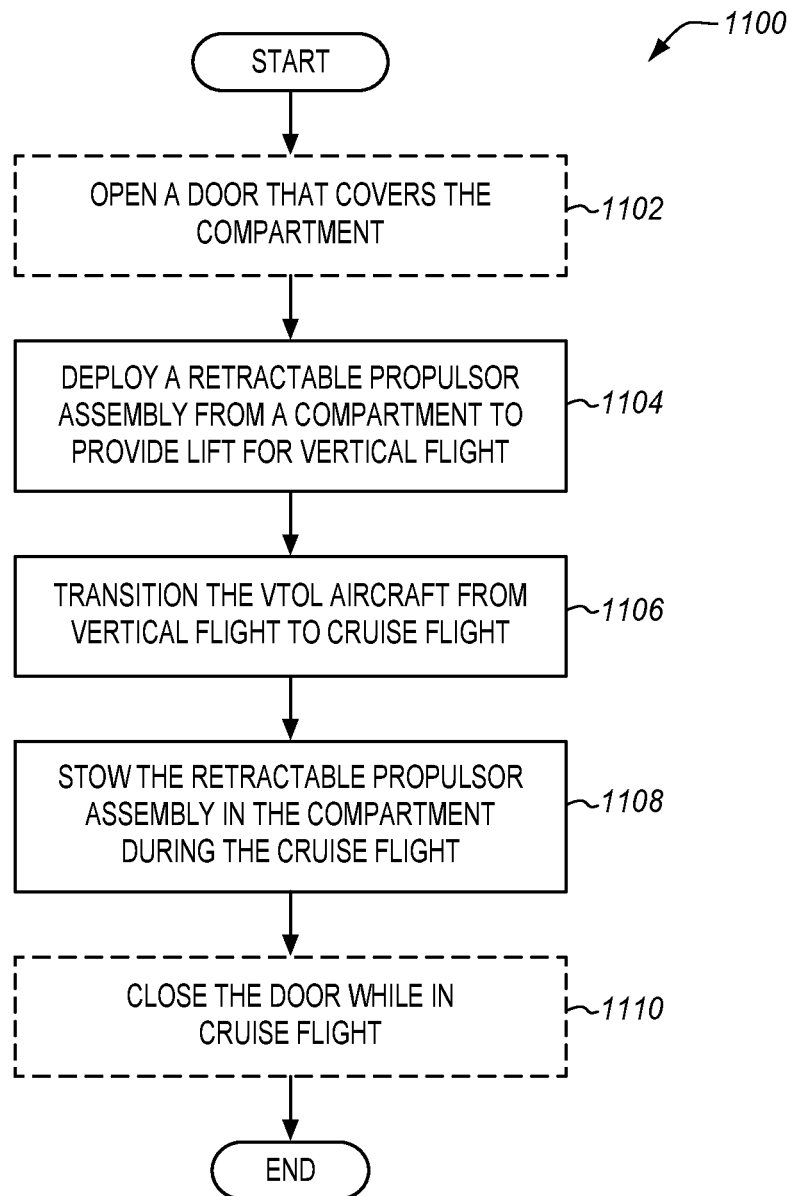 1100
START
OPEN A DOOR THAT COVERS THE
COMPARTMENT
1102
DEPLOY A RETRACTABLE PROPULSOR
ASSEMBLY FROM A COMPARTMENT TO
PROVIDE LIFT FOR VERTICAL FLIGHT
1104
TRANSITION THE VTOL AIRCRAFT FROM
VERTICAL FLIGHT TO CRUISE FLIGHT
1106
STOW THE RETRACTABLE PROPULSOR
ASSEMBLY IN THE COMPARTMENT
DURING THE CRUISE FLIGHT
1108
CLOSE THE DOOR WHILE IN
CRUISE FLIGHT
1110
END